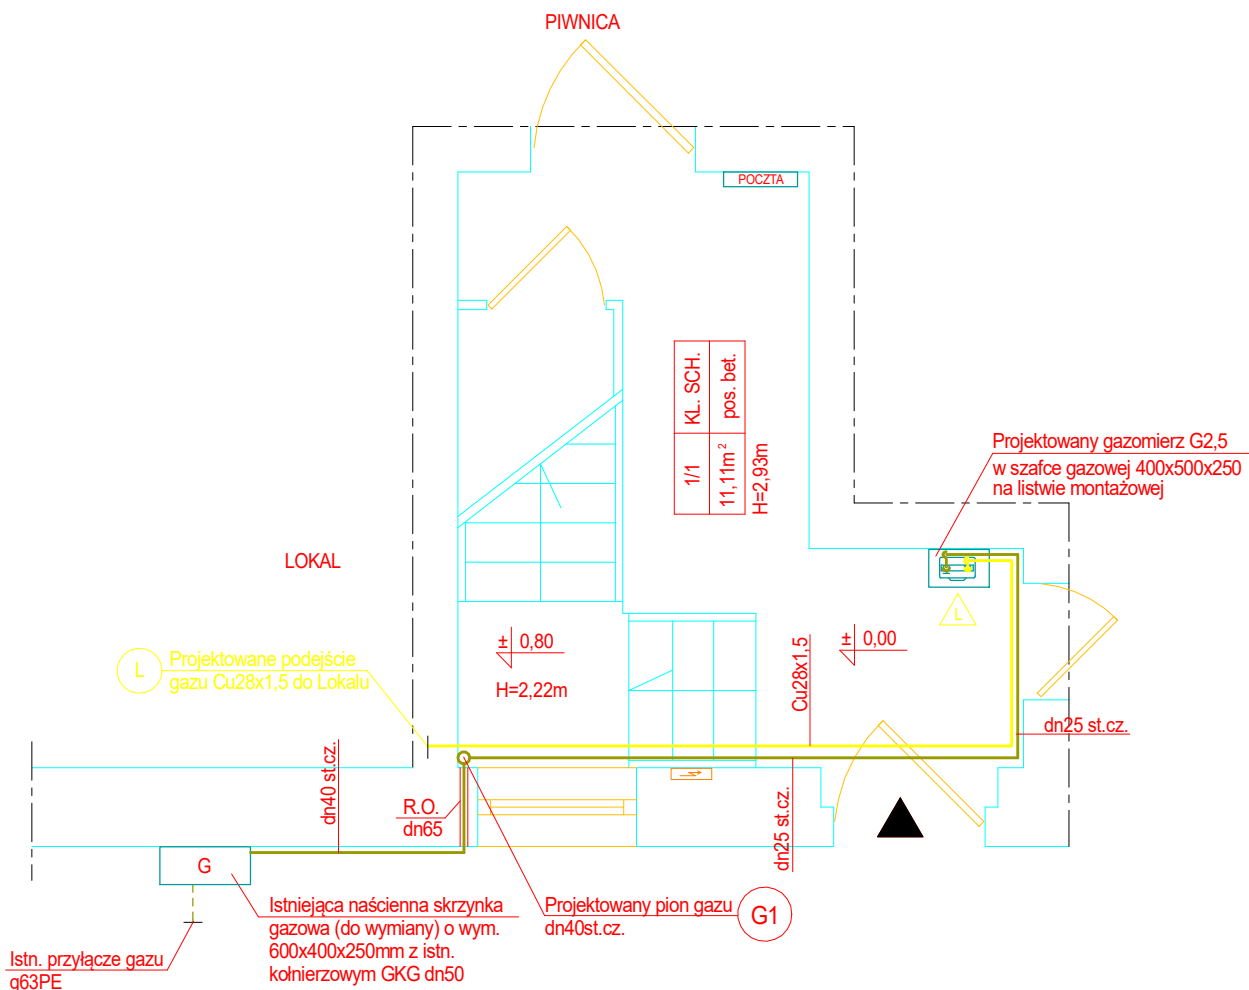 PIWNICA
POCZTA
1/1
KL. SCH.
11,11m²
pos. bet.
H=2,93m
Projektowany gazomierz G2,5
w szafce gazowej 400x500x250
na listwie montażowej
LOKAL
L
± 0,80
H=2,22m
± 0,00
L
Projektowane podejście
gazu Cu28x1,5 do Lokalu
Cu28x1,5
dn25 st.cz.
dn40 st.cz.
R.O.
dn65
dn25 st.cz.
G
Istniejąca naścienna skrzynka
gazowa (do wymiany) o wym.
600x400x250mm z istn.
kołnierzowym GKG dn50
Projektowany pion gazu
dn40st.cz.
G1
Istn. przyłącze gazu
g63PE